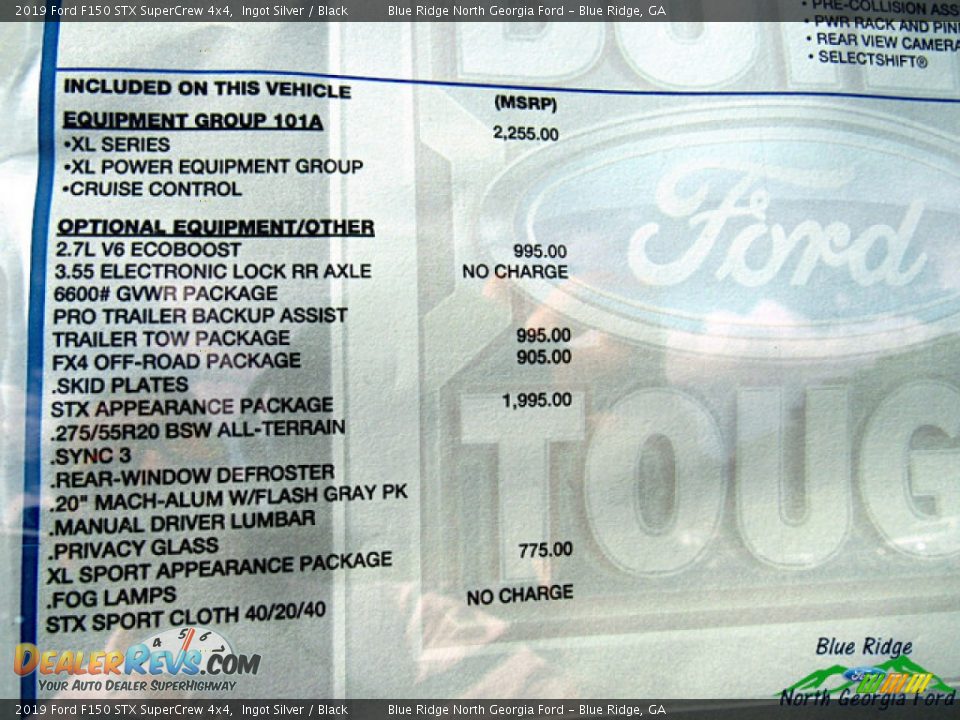 2019 Ford F150 STX SuperCrew 4x4, Ingot Silver / Black Blue Ridge North Georgia Ford - Blue Ridge, GA
• PRE-COLLISION ASS
• PWR RACK AND PIN
• REAR VIEW CAMERA
• SELECTSHIFT®
INCLUDED ON THIS VEHICLE (MSRP)
EQUIPMENT GROUP 101A 2,255.00
•XL SERIES
•XL POWER EQUIPMENT GROUP
•CRUISE CONTROL
OPTIONAL EQUIPMENT/OTHER
2.7L V6 ECOBOOST 995.00
3.55 ELECTRONIC LOCK RR AXLE NO CHARGE
6600# GVWR PACKAGE
PRO TRAILER BACKUP ASSIST
TRAILER TOW PACKAGE 995.00
FX4 OFF-ROAD PACKAGE 905.00
.SKID PLATES
STX APPEARANCE PACKAGE 1,995.00
.275/55R20 BSW ALL-TERRAIN
.SYNC 3
.REAR-WINDOW DEFROSTER
.20" MACH-ALUM W/FLASH GRAY PK
.MANUAL DRIVER LUMBAR
.PRIVACY GLASS
XL SPORT APPEARANCE PACKAGE 775.00
.FOG LAMPS
STX SPORT CLOTH 40/20/40 NO CHARGE
Ford
TOUG
4 5 6
DEALERREVS.COM
YOUR AUTO DEALER SUPERHIGHWAY
Blue Ridge
Ford
North Georgia Ford
2019 Ford F150 STX SuperCrew 4x4, Ingot Silver / Black Blue Ridge North Georgia Ford - Blue Ridge, GA